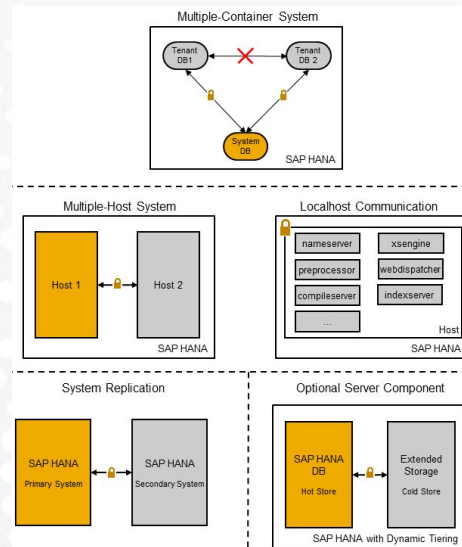 Multiple-Container System
Tenant
DB1
Tenant
DB 2
System
DB
SAP HANA
Multiple-Host System
Host 1
Host 2
SAP HANA
Localhost Communication
nameserver
xsengine
preprocessor
webdispatcher
compileserver
indexserver
...
Host
SAP HANA
System Replication
SAP HANA
Primary System
SAP HANA
Secondary System
Optional Server Component
SAP HANA
DB
Hot Store
Extended
Storage
Cold Store
SAP HANA with Dynamic Tiering